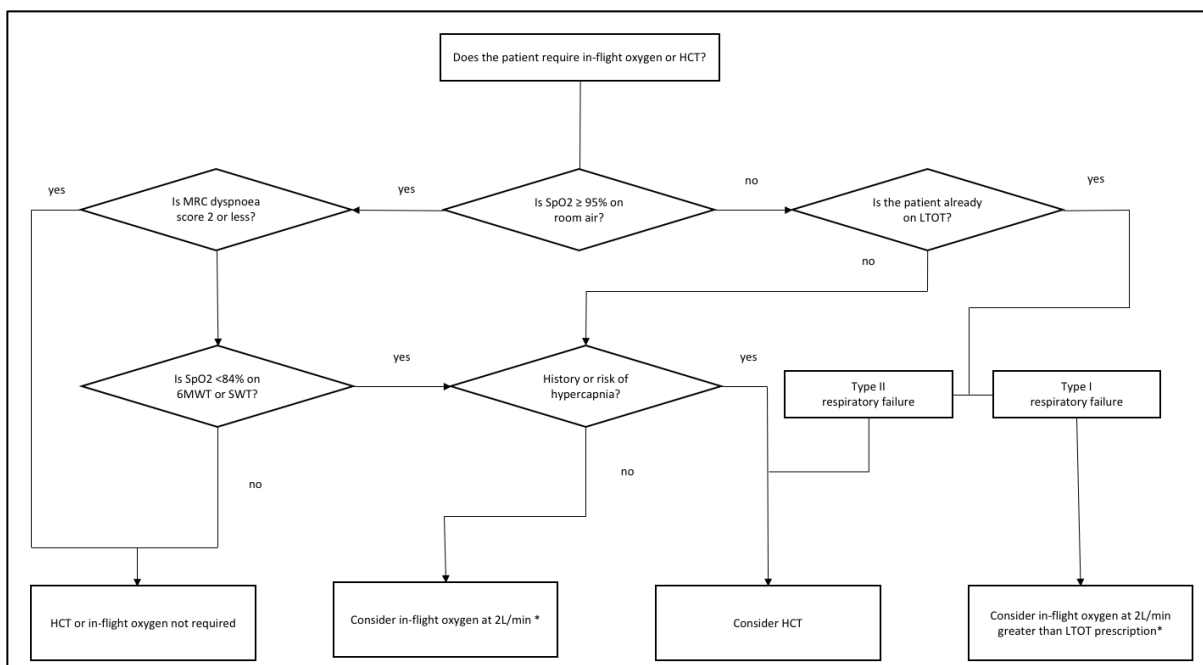 Does the patient require in-flight oxygen or HCT?
yes
Is MRC dyspnoea
score 2 or less?
yes
Is SpO2 ≥ 95% on
room air?
no
Is the patient already
on LTOT?
yes
no
Is SpO2 <84% on
6MWT or SWT?
yes
History or risk of
hypercapnia?
yes
Type II
respiratory failure
Type I
respiratory failure
no
no
HCT or in-flight oxygen not required
Consider in-flight oxygen at 2L/min *
Consider HCT
Consider in-flight oxygen at 2L/min
greater than LTOT prescription*